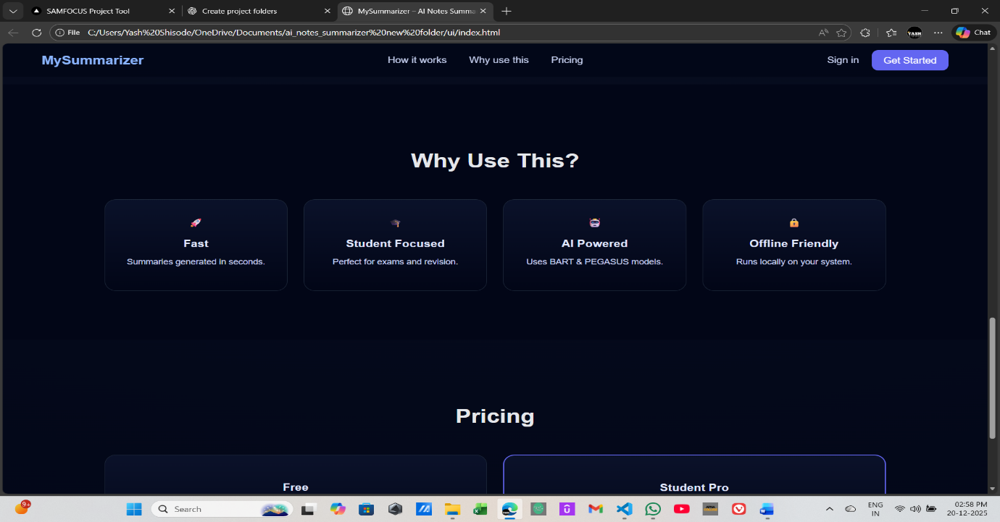 SAMFOCUS Project Tool
Create project folders
MySummarizer – AI Notes Summa
File C:/Users/Yash%20Shisode/OneDrive/Documents/ai_notes_summarizer%20new%20folder/ui/index.html
Chat
MySummarizer How it works Why use this Pricing Sign in Get Started
Why Use This?
Fast
Summaries generated in seconds.
Student Focused
Perfect for exams and revision.
AI Powered
Uses BART & PEGASUS models.
Offline Friendly
Runs locally on your system.
Pricing
Free
Student Pro
9+
Search
ENG
IN
02:58 PM
20-12-2025